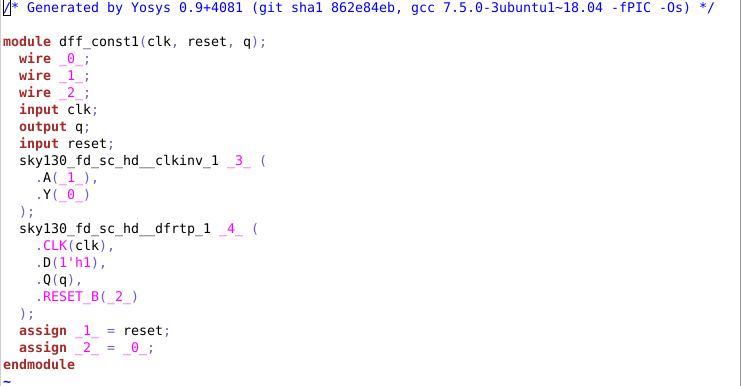 /* Generated by Yosys 0.9+4081 (git sha1 862e84eb, gcc 7.5.0-3ubuntu1~18.04 -fPIC -Os) */

module dff_const1(clk, reset, q);
  wire _0_;
  wire _1_;
  wire _2_;
  input clk;
  output q;
  input reset;
  sky130_fd_sc_hd__clkinv_1 _3_ (
    .A(_1_),
    .Y(_0_)
  );
  sky130_fd_sc_hd__dfrtp_1 _4_ (
    .CLK(clk),
    .D(1'h1),
    .Q(q),
    .RESET_B(_2_)
  );
  assign _1_ = reset;
  assign _2_ = _0_;
endmodule
~